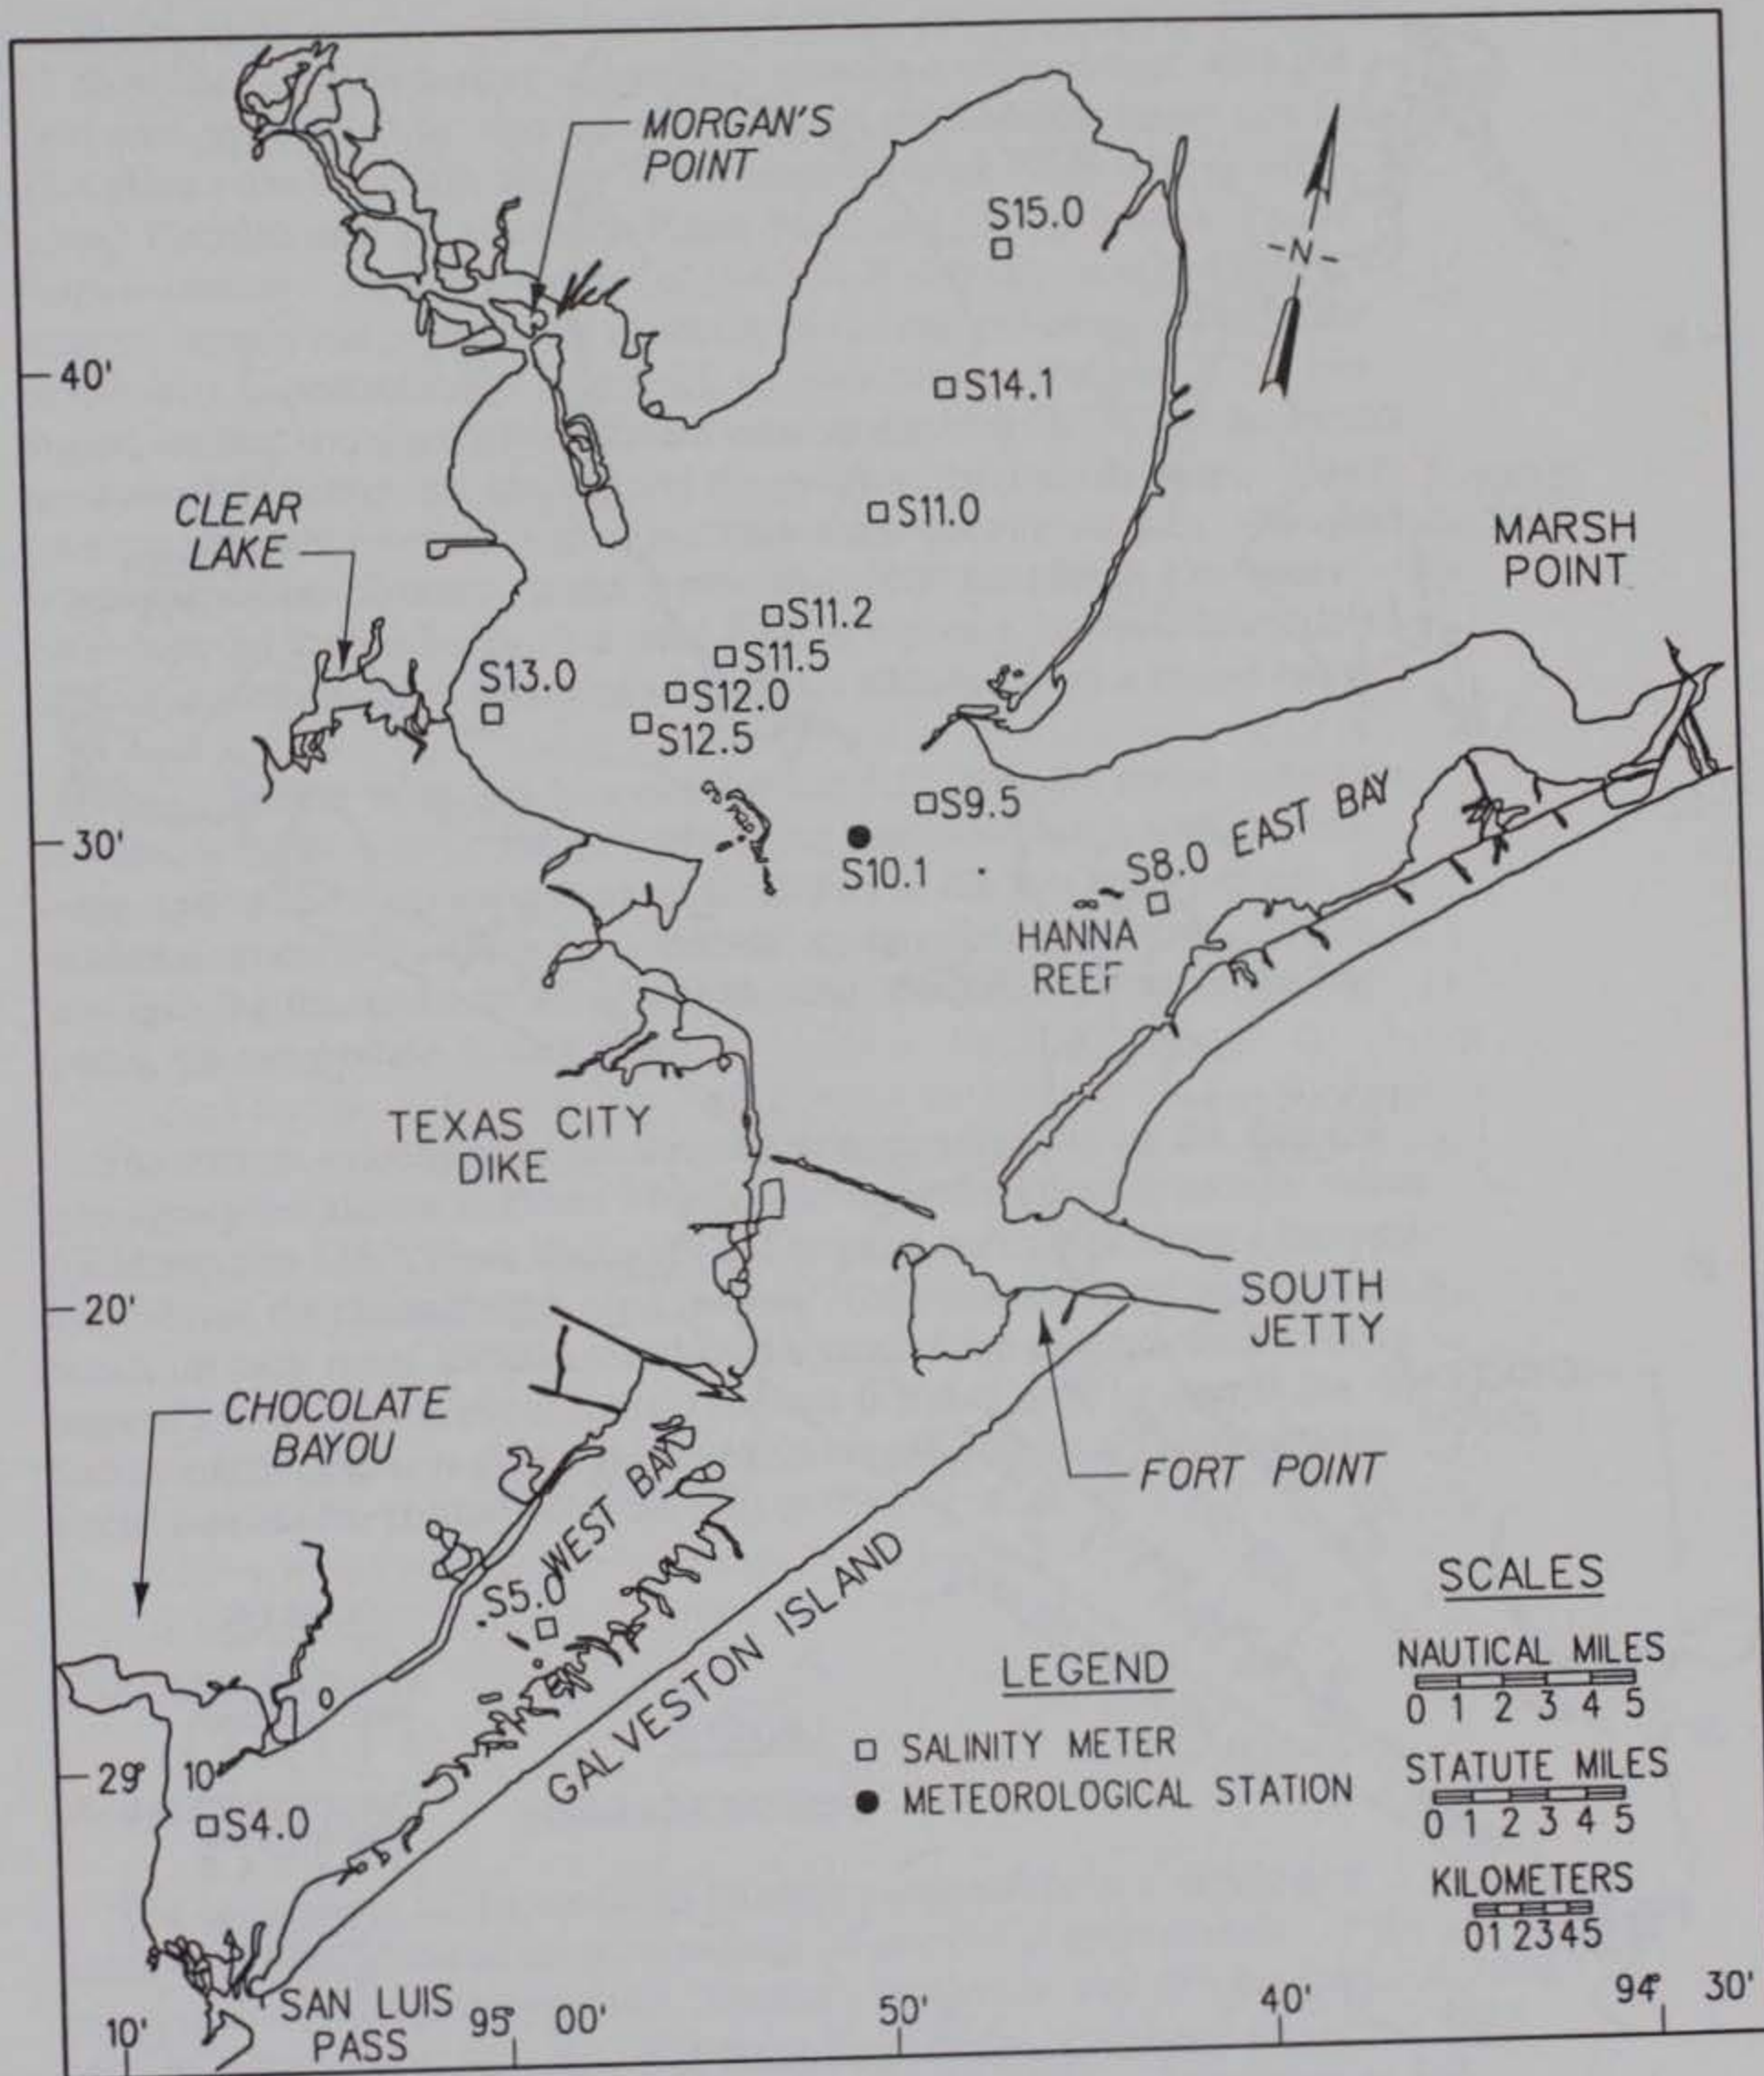 MORGAN'S
POINT
S15.0
-N-
40'
S14.1
CLEAR
LAKE
S11.0
MARSH
POINT
S11.2
S11.5
S13.0
S12.0
S12.5
S9.5
30'
S10.1
S8.0
EAST BAY
HANNA
REEF
TEXAS CITY
DIKE
SOUTH
JETTY
20'
CHOCOLATE
BAYOU
WEST BAY
FORT POINT
S5.0
GALVESTON ISLAND
29° 10'
S4.0
LEGEND
SALINITY METER
METEOROLOGICAL STATION
SCALES
NAUTICAL MILES
0 1 2 3 4 5
STATUTE MILES
0 1 2 3 4 5
KILOMETERS
0 1 2 3 4 5
SAN LUIS
PASS
10'
95° 00'
50'
40'
94° 30'